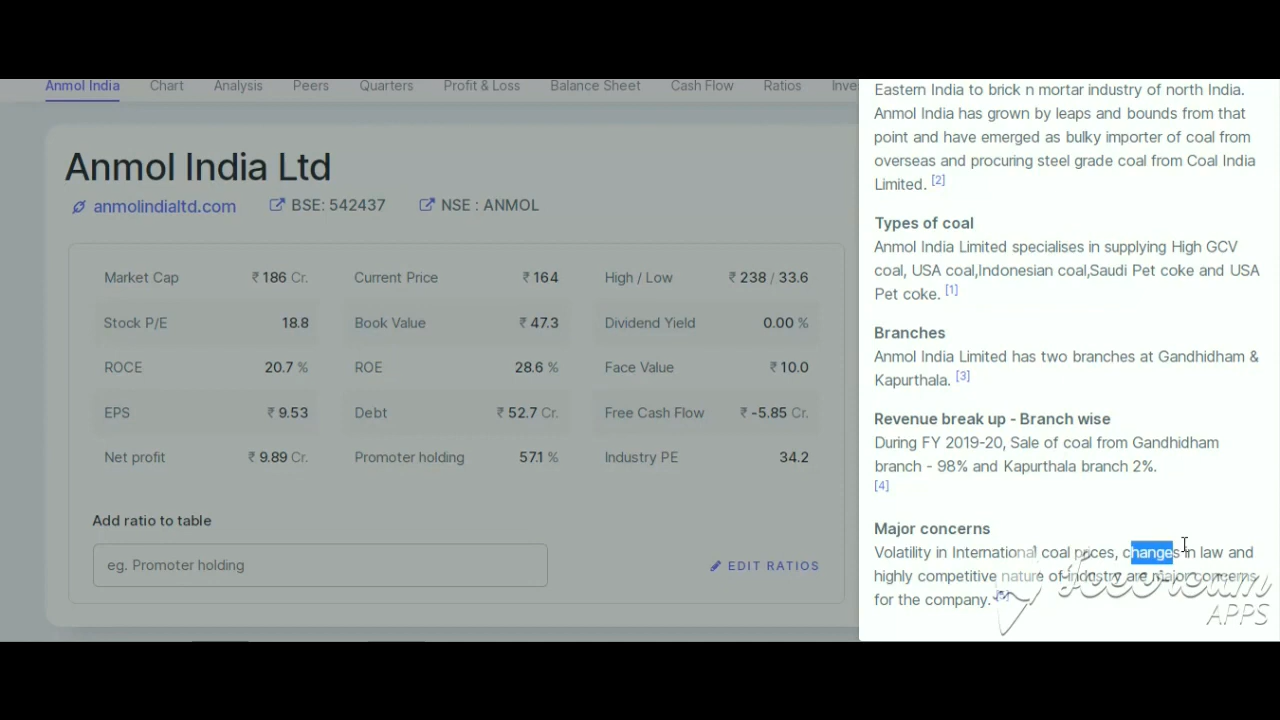 Anmol India Chart Analysis Peers Quarters Profit & Loss Balance Sheet Cash Flow Ratios Inve
Anmol India Ltd
anmolindialtd.com BSE: 542437 NSE : ANMOL
Market Cap ₹ 186 Cr. Current Price ₹ 164 High / Low ₹ 238 / 33.6
Stock P/E 18.8 Book Value ₹ 47.3 Dividend Yield 0.00 %
ROCE 20.7 % ROE 28.6 % Face Value ₹ 10.0
EPS ₹ 9.53 Debt ₹ 52.7 Cr. Free Cash Flow ₹ -5.85 Cr.
Net profit ₹ 9.89 Cr. Promoter holding 57.1 % Industry PE 34.2
Add ratio to table
eg. Promoter holding
EDIT RATIOS
Eastern India to brick n mortar industry of north India.
Anmol India has grown by leaps and bounds from that
point and have emerged as bulky importer of coal from
overseas and procuring steel grade coal from Coal India
Limited. [2]
Types of coal
Anmol India Limited specialises in supplying High GCV
coal, USA coal,Indonesian coal,Saudi Pet coke and USA
Pet coke. [1]
Branches
Anmol India Limited has two branches at Gandhidham &
Kapurthala. [3]
Revenue break up - Branch wise
During FY 2019-20, Sale of coal from Gandhidham
branch - 98% and Kapurthala branch 2%.
[4]
Major concerns
Volatility in International coal prices, changes in law and
highly competitive nature of industry are major concerns
for the company.
Icecream
APPS